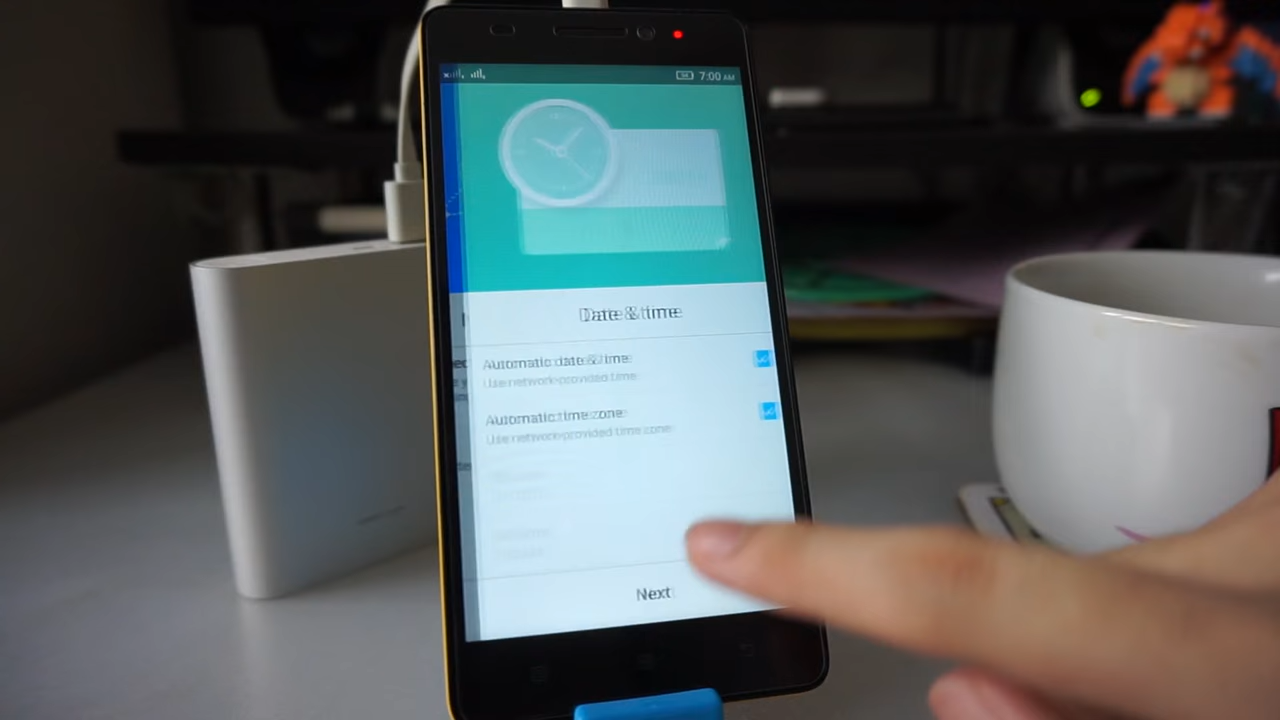 7:00 AM
Date & time
Automatic date & time
Use network-provided time
Automatic time zone
Use network-provided time zone
Next